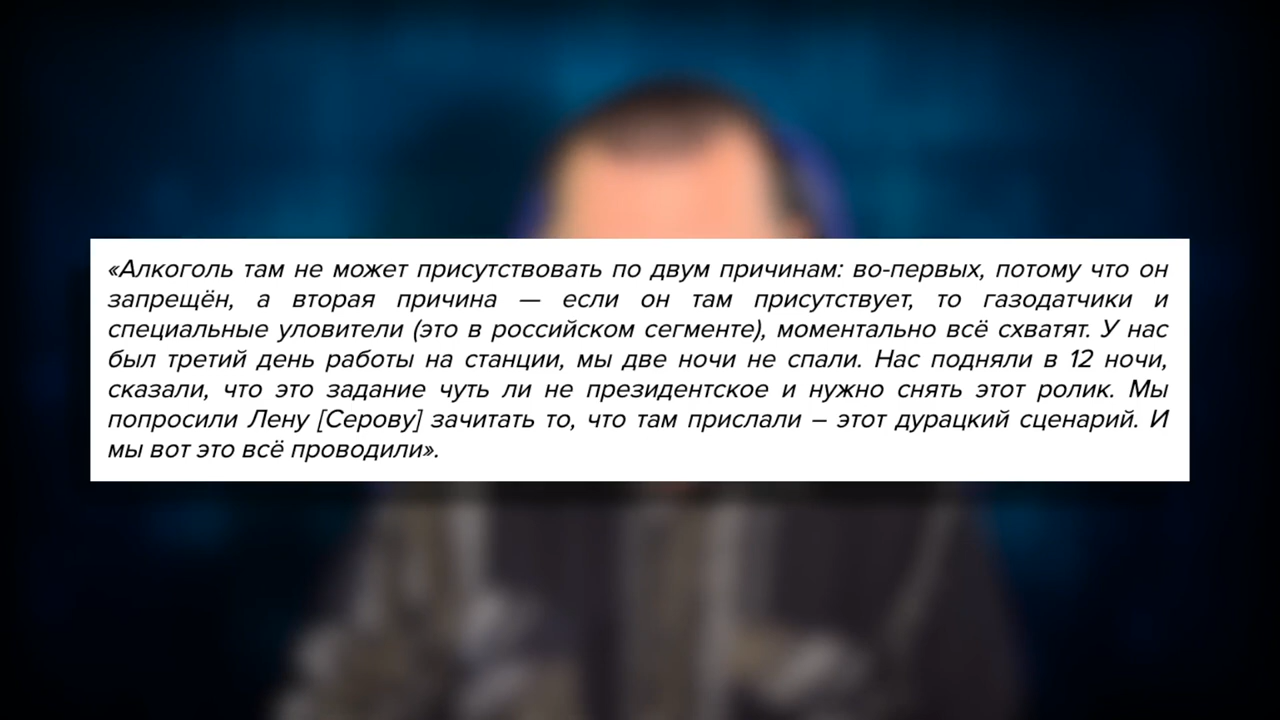 «Алкоголь там не может присутствовать по двум причинам: во-первых, потому что он
запрещён, а вторая причина — если он там присутствует, то газодатчики и
специальные уловители (это в российском сегменте), моментально всё схватят. У нас
был третий день работы на станции, мы две ночи не спали. Нас подняли в 12 ночи,
сказали, что это задание чуть ли не президентское и нужно снять этот ролик. Мы
попросили Лену [Серову] зачитать то, что там прислали – этот дурацкий сценарий. И
мы вот это всё проводили».